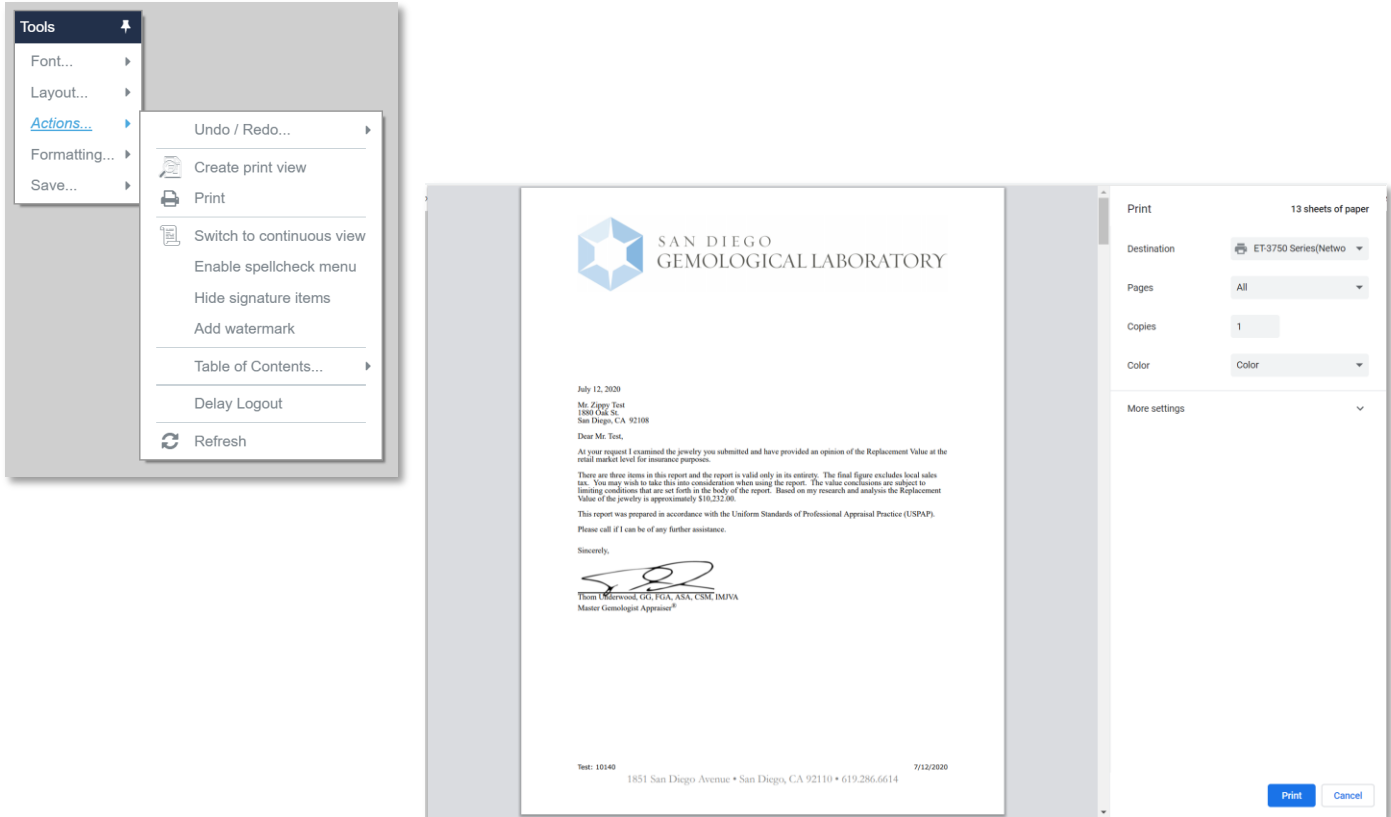 Tools
Font...
Layout...
Actions...
Formatting...
Save...
Undo / Redo...
Create print view
Print
Switch to continuous view
Enable spellcheck menu
Hide signature items
Add watermark
Table of Contents...
Delay Logout
Refresh
SAN DIEGO
GEMOLOGICAL LABORATORY
July 12, 2020
Mr. Zippy Test
1880 Oak St.
San Diego, CA 92108
Dear Mr. Test,
At your request I examined the jewelry you submitted and have provided an opinion of the Replacement Value at the
retail market level for insurance purposes.
There are three items in this report and the report is valid only in its entirety. The final figure excludes local sales
tax. You may wish to take this into consideration when using the report. The value conclusions are subject to
limiting conditions that are set forth in the body of the report. Based on my research and analysis the Replacement
Value of the jewelry is approximately $10,232.00.
This report was prepared in accordance with the Uniform Standards of Professional Appraisal Practice (USPAP).
Please call if I can be of any further assistance.
Sincerely,
Thom Underwood, GG, FGA, ASA, CSM, IMJVA
Master Gemologist Appraiser®
Test: 10140 7/12/2020
1851 San Diego Avenue • San Diego, CA 92110 • 619.286.6614
Print 13 sheets of paper
Destination ET-3750 Series(Netwo
Pages All
Copies 1
Color Color
More settings
Print Cancel